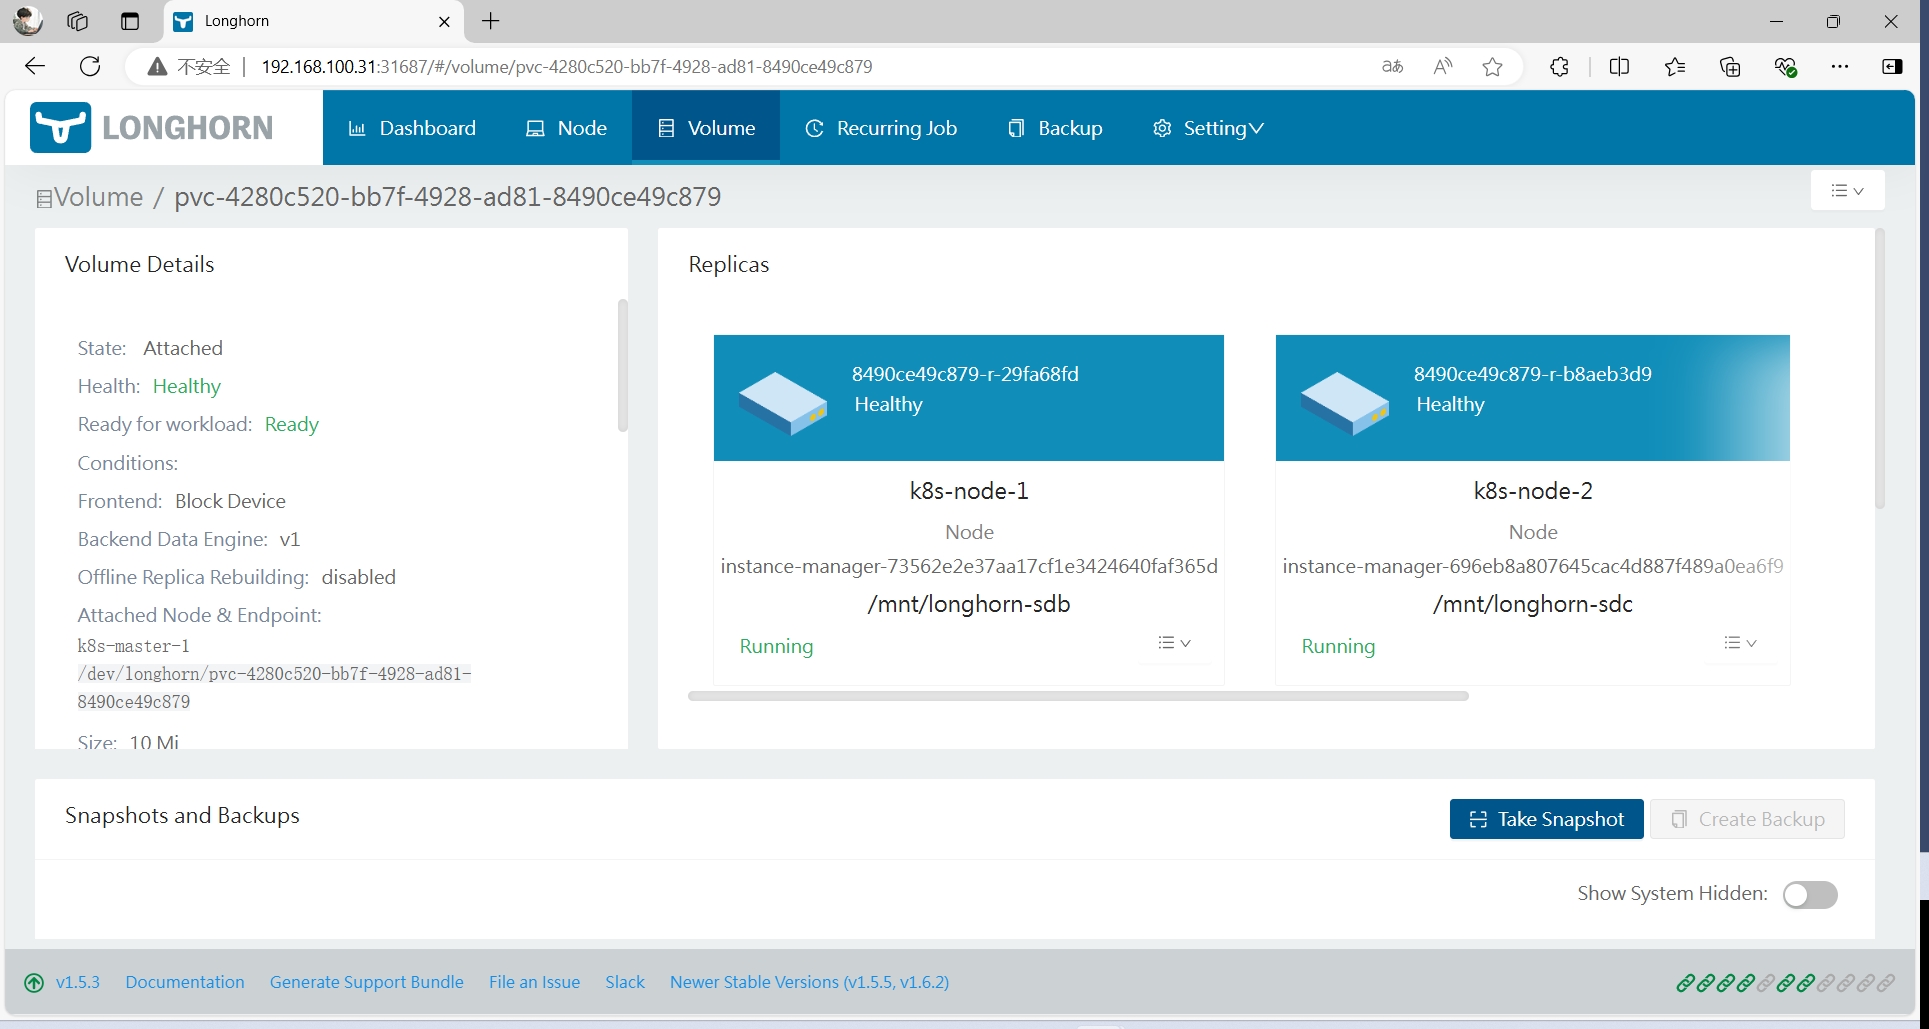 Longhorn
不安全 192.168.100.31:31687/#/volume/pvc-4280c520-bb7f-4928-ad81-8490ce49c879
LONGHORN
Dashboard Node Volume Recurring Job Backup Setting
Volume / pvc-4280c520-bb7f-4928-ad81-8490ce49c879
Volume Details
State: Attached
Health: Healthy
Ready for workload: Ready
Conditions:
Frontend: Block Device
Backend Data Engine: v1
Offline Replica Rebuilding: disabled
Attached Node & Endpoint:
k8s-master-1
/dev/longhorn/pvc-4280c520-bb7f-4928-ad81-
8490ce49c879
Size: 10 Mi
Replicas
8490ce49c879-r-29fa68fd
Healthy
k8s-node-1
Node
instance-manager-73562e2e37aa17cf1e3424640faf365d
/mnt/longhorn-sdb
Running
8490ce49c879-r-b8aeb3d9
Healthy
k8s-node-2
Node
instance-manager-696eb8a807645cac4d887f489a0ea6f9
/mnt/longhorn-sdc
Running
Snapshots and Backups
Take Snapshot Create Backup
Show System Hidden:
v1.5.3 Documentation Generate Support Bundle File an Issue Slack Newer Stable Versions (v1.5.5, v1.6.2)